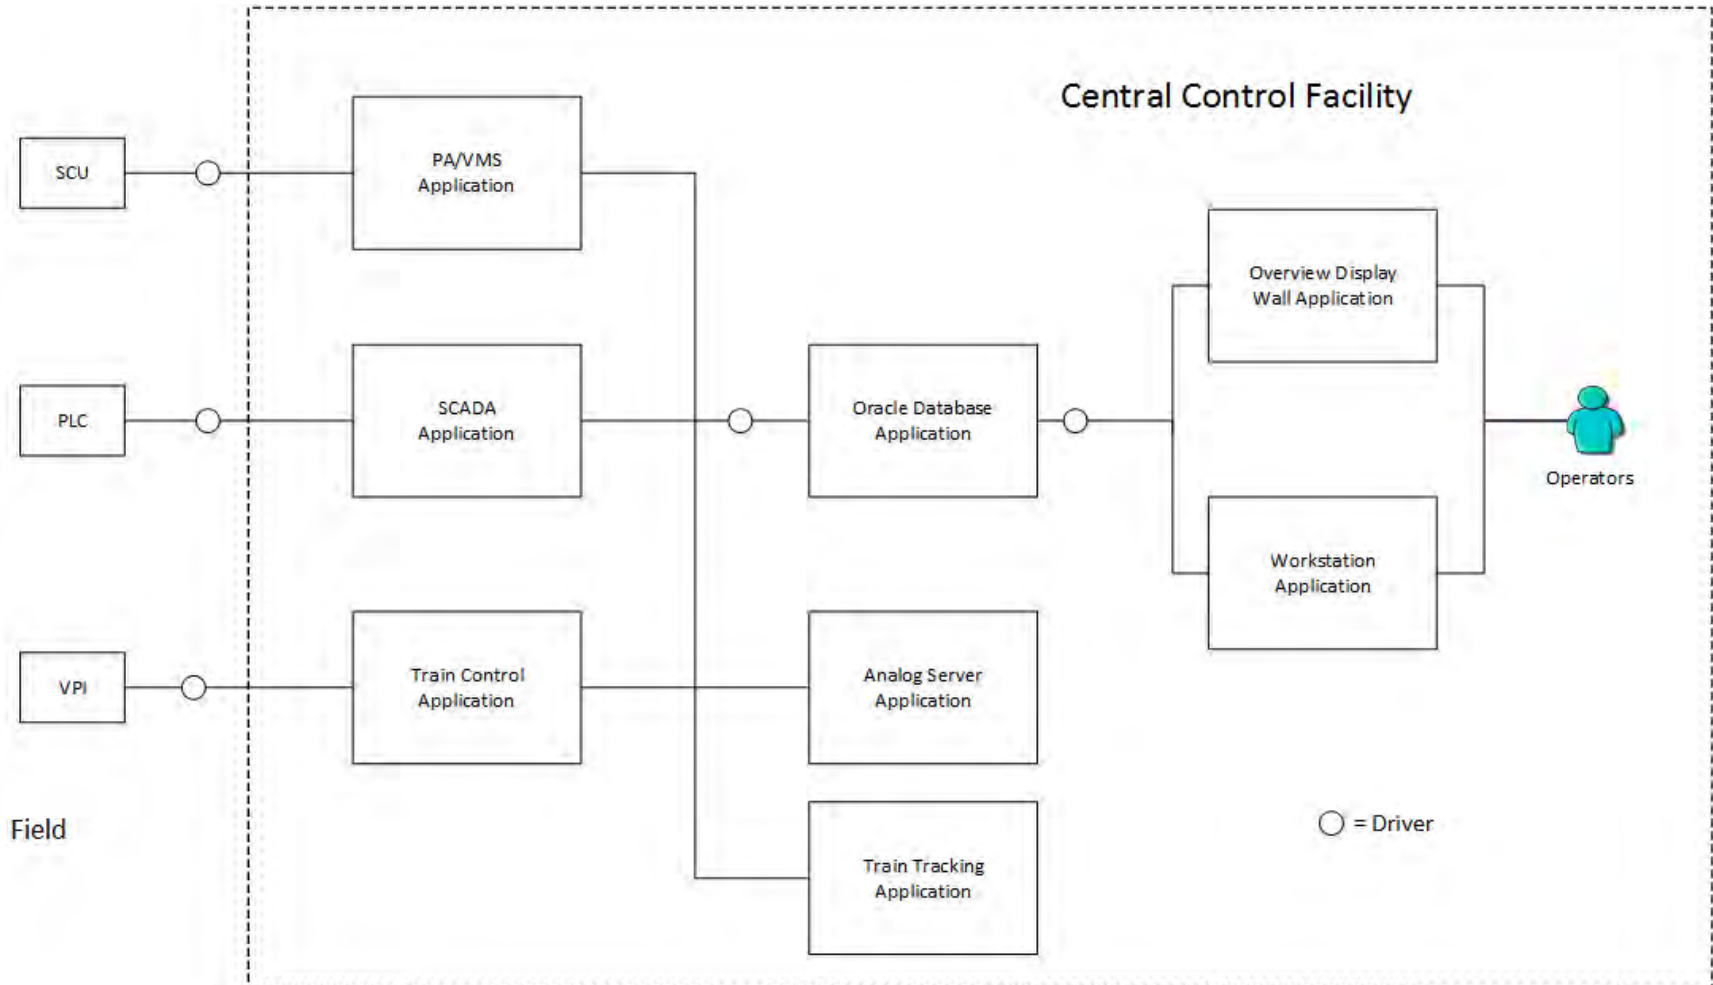 Central Control Facility
SCU
PA/VMS
Application
Overview Display
Wall Application
PLC
SCADA
Application
Oracle Database
Application
Operators
Workstation
Application
VPI
Train Control
Application
Analog Server
Application
Field
= Driver
Train Tracking
Application